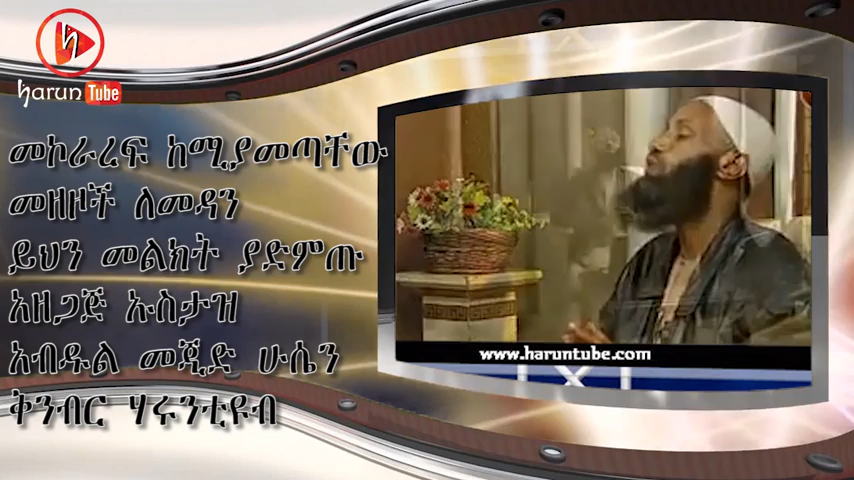 harun Tube
መኮራረፍ ከሚያመጣቸው
መዘዞች ለመዳን
ይህን መልክት ያድምጡ
አዘጋጅ ኡስታዝ
አብዱል መጂድ ሁሴን
ቅንብር ሃሩንቲዩብ
www.haruntube.com